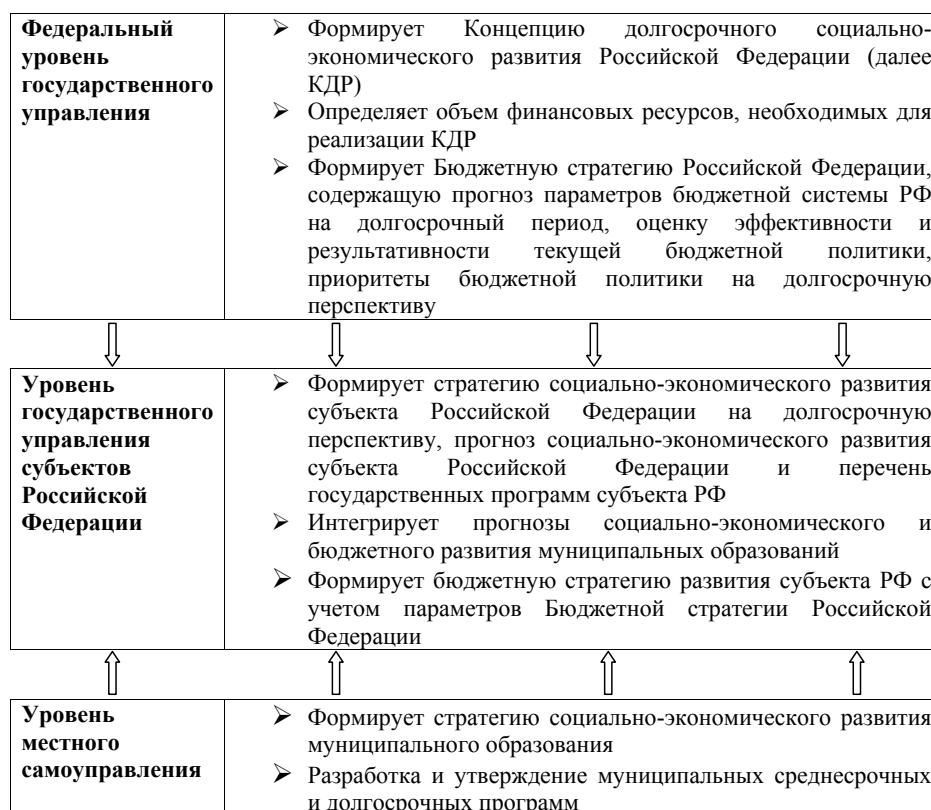 Федеральный
уровень
государственного
управления
➢ Формирует Концепцию долгосрочного социально-
экономического развития Российской Федерации (далее
КДР)
➢ Определяет объем финансовых ресурсов, необходимых для
реализации КДР
➢ Формирует Бюджетную стратегию Российской Федерации,
содержащую прогноз параметров бюджетной системы РФ
на долгосрочный период, оценку эффективности и
результативности текущей бюджетной политики,
приоритеты бюджетной политики на долгосрочную
перспективу
Уровень
государственного
управления
субъектов
Российской
Федерации
➢ Формирует стратегию социально-экономического развития
субъекта Российской Федерации на долгосрочную
перспективу, прогноз социально-экономического развития
субъекта Российской Федерации и перечень
государственных программ субъекта РФ
➢ Интегрирует прогнозы социально-экономического и
бюджетного развития муниципальных образований
➢ Формирует бюджетную стратегию развития субъекта РФ с
учетом параметров Бюджетной стратегии Российской
Федерации
Уровень
местного
самоуправления
➢ Формирует стратегию социально-экономического развития
муниципального образования
➢ Разработка и утверждение муниципальных среднесрочных
и долгосрочных программ